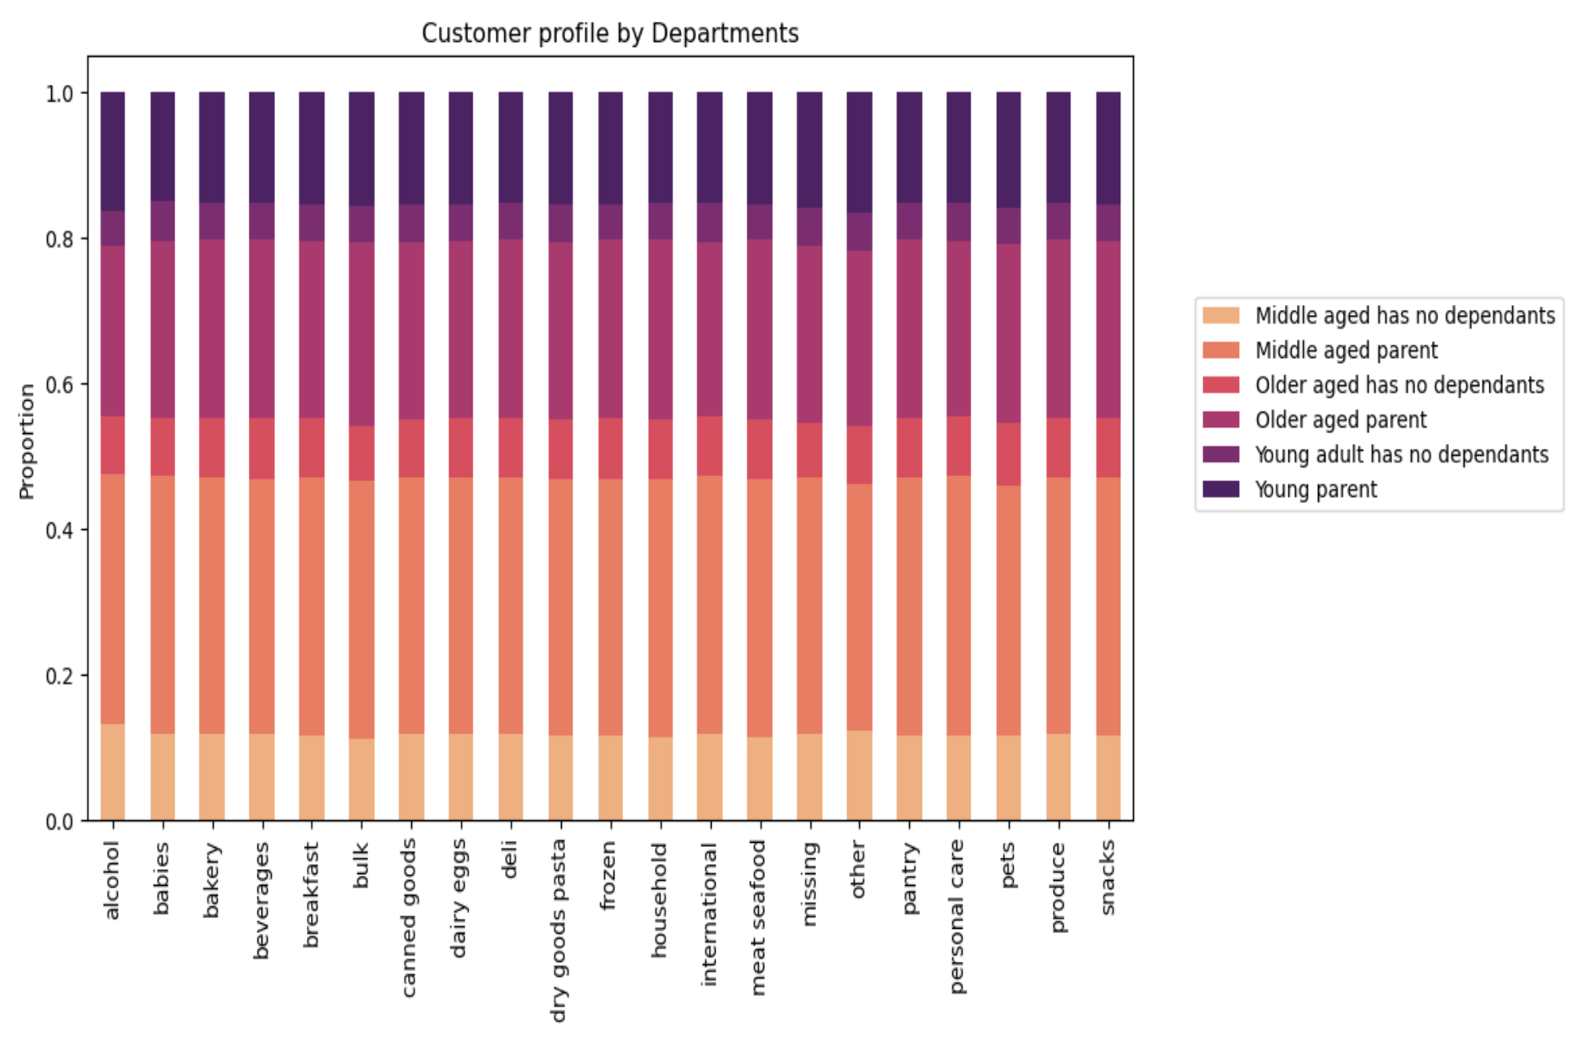 Customer profile by Departments
Proportion
1.0
0.8
0.6
0.4
0.2
0.0
alcohol
babies
bakery
beverages
breakfast
bulk
canned goods
dairy eggs
deli
dry goods pasta
frozen
household
international
meat seafood
missing
other
pantry
personal care
pets
produce
snacks
Middle aged has no dependants
Middle aged parent
Older aged has no dependants
Older aged parent
Young adult has no dependants
Young parent